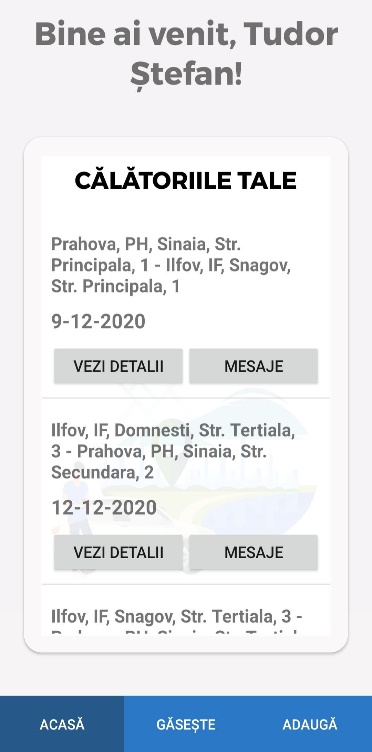 Bine ai venit, Tudor
Ștefan!
CĂLĂTORIILE TALE
Prahova, PH, Sinaia, Str.
Principala, 1 - Ilfov, IF, Snagov,
Str. Principala, 1
9-12-2020
VEZI DETALII MESAJE
Ilfov, IF, Domnesti, Str. Tertiala,
3 - Prahova, PH, Sinaia, Str.
Secundara, 2
12-12-2020
VEZI DETALII MESAJE
Ilfov, IF, Snagov, Str. Tertiala, 3 -
ACASĂ GĂSEȘTE ADAUGĂ